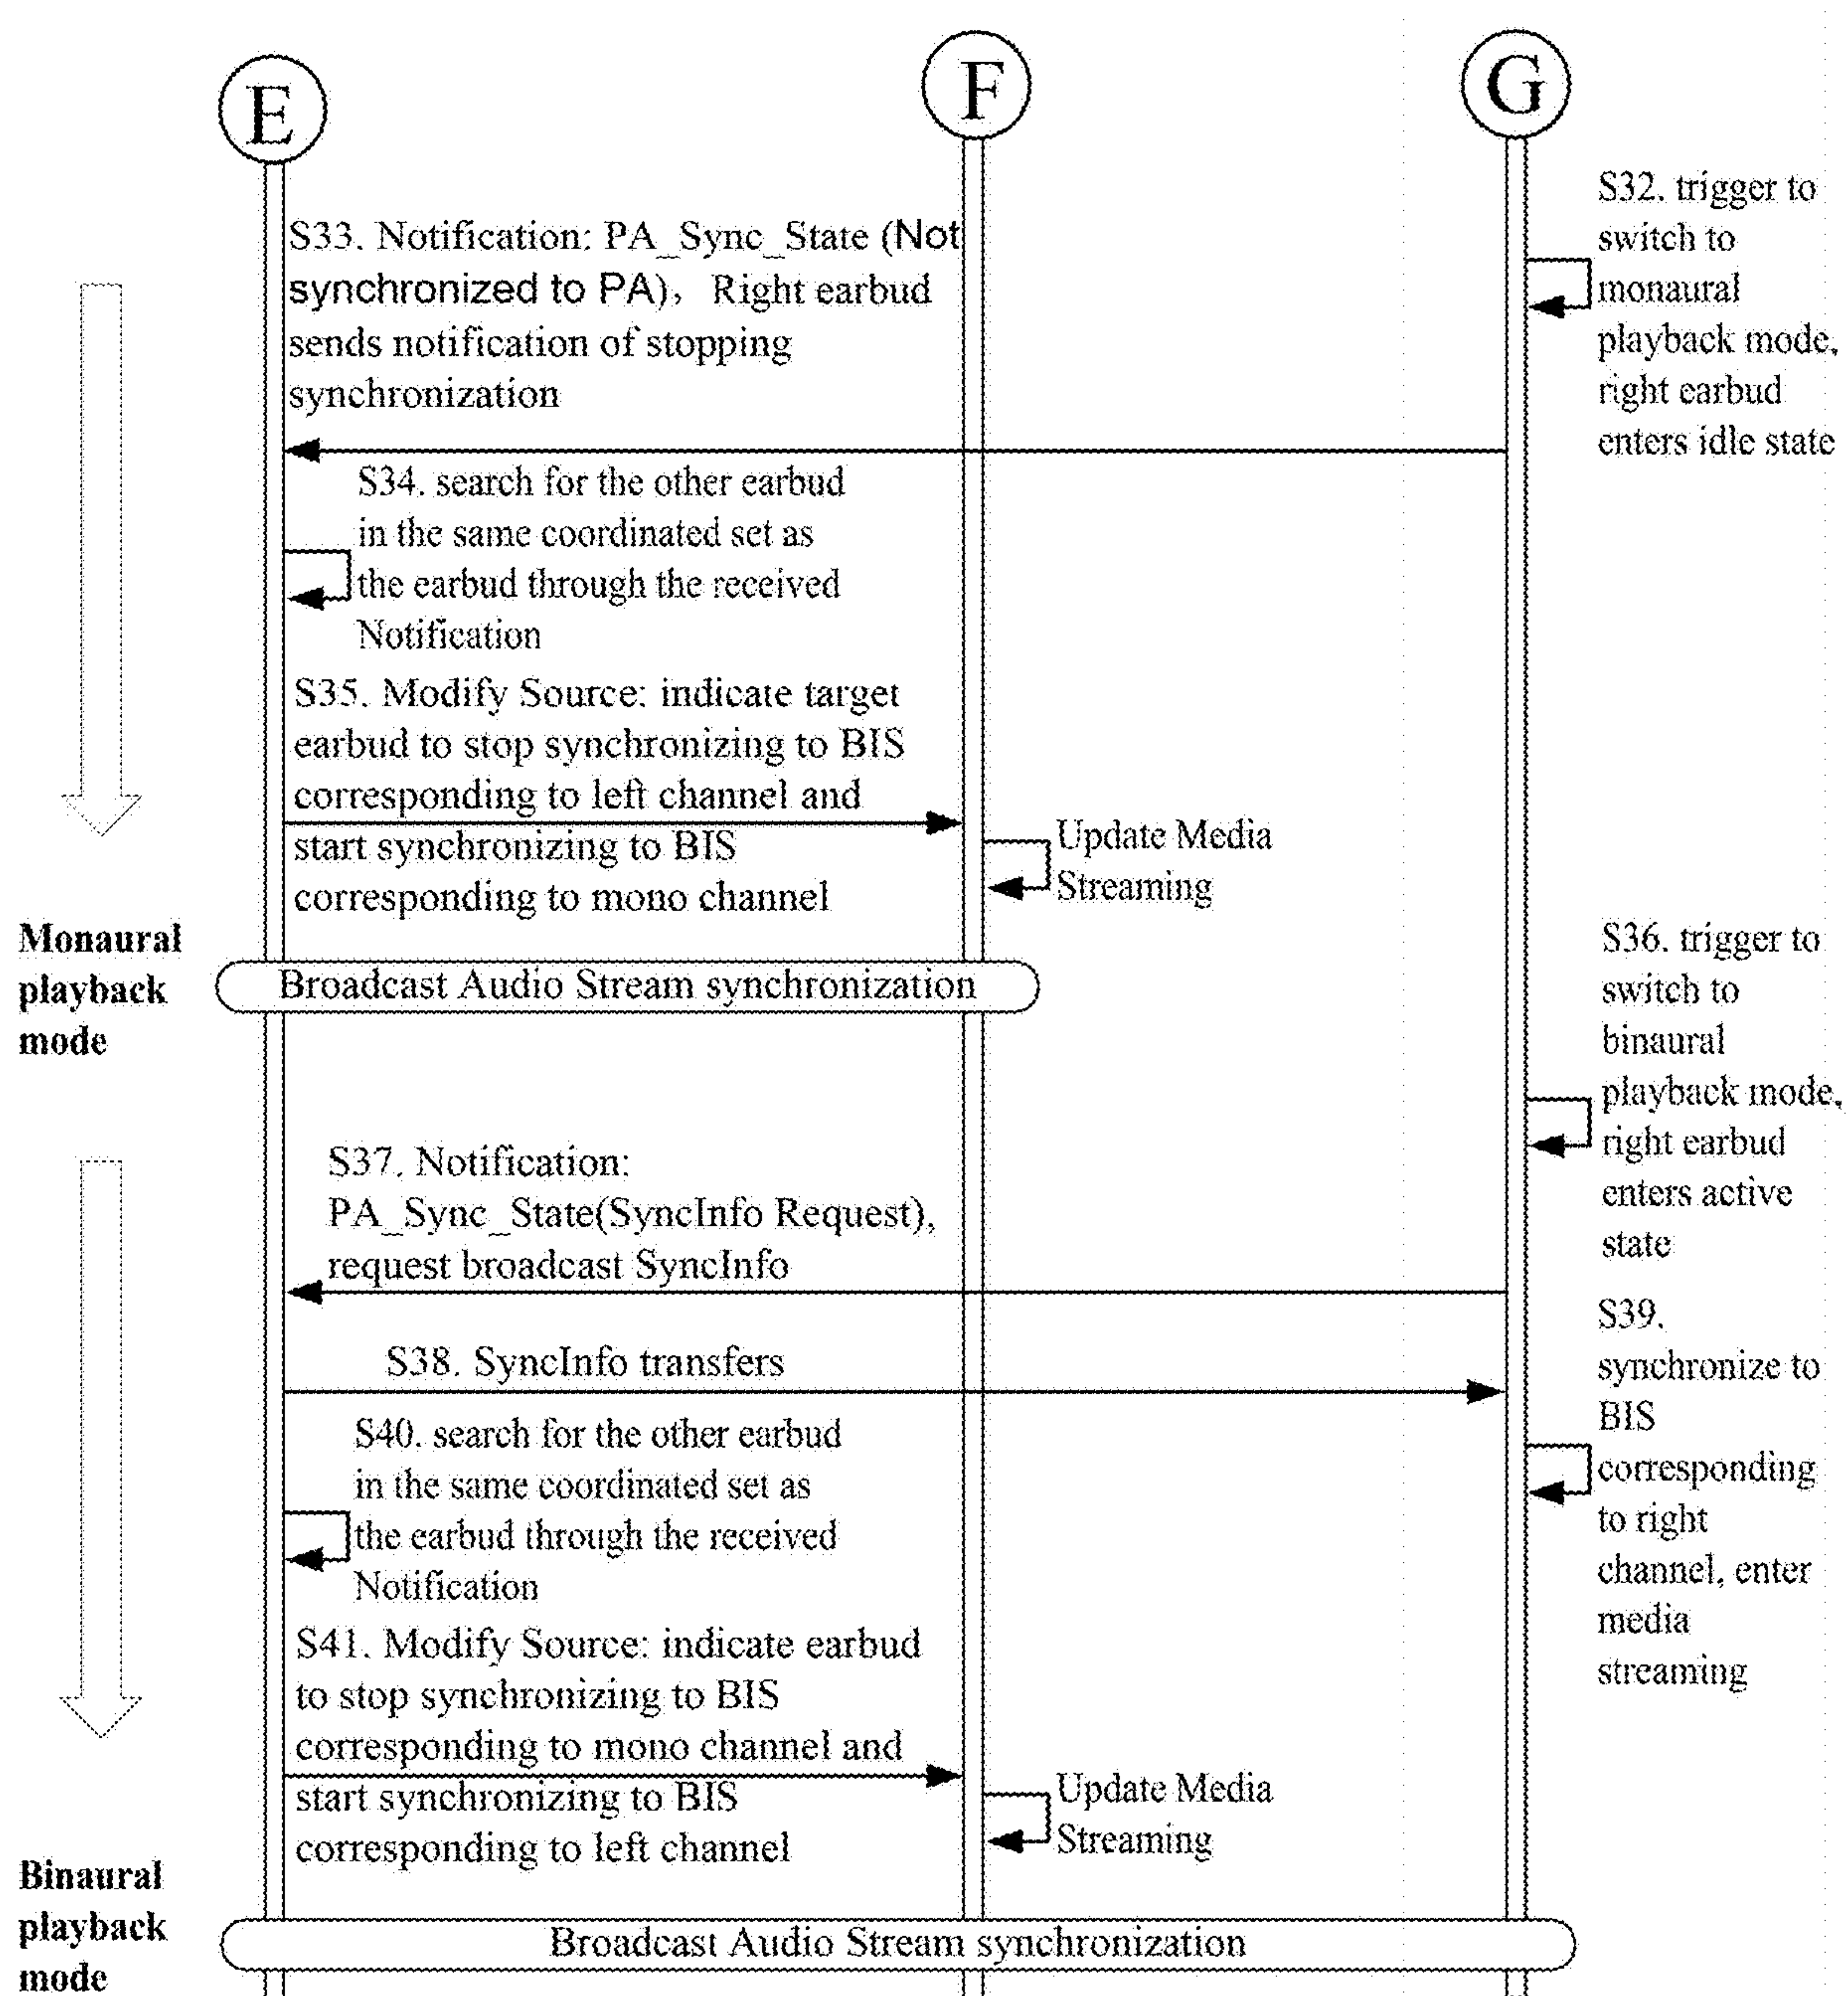 E
F
G
S32. trigger to
switch to
monaural
playback mode,
right earbud
enters idle state
S33. Notification: PA_Sync_State (Not
synchronized to PA), Right earbud
sends notification of stopping
synchronization
S34. search for the other earbud
in the same coordinated set as
the earbud through the received
Notification
S35. Modify Source: indicate target
earbud to stop synchronizing to BIS
corresponding to left channel and
start synchronizing to BIS
corresponding to mono channel
Update Media
Streaming
Monaural
playback
mode
Broadcast Audio Stream synchronization
S36. trigger to
switch to
binaural
playback mode,
right earbud
enters active
state
S37. Notification:
PA_Sync_State(SyncInfo Request),
request broadcast SyncInfo
S38. SyncInfo transfers
S39.
synchronize to
BIS
corresponding
to right
channel, enter
media
streaming
S40. search for the other earbud
in the same coordinated set as
the earbud through the received
Notification
S41. Modify Source: indicate earbud
to stop synchronizing to BIS
corresponding to mono channel and
start synchronizing to BIS
corresponding to left channel
Update Media
Streaming
Binaural
playback
mode
Broadcast Audio Stream synchronization